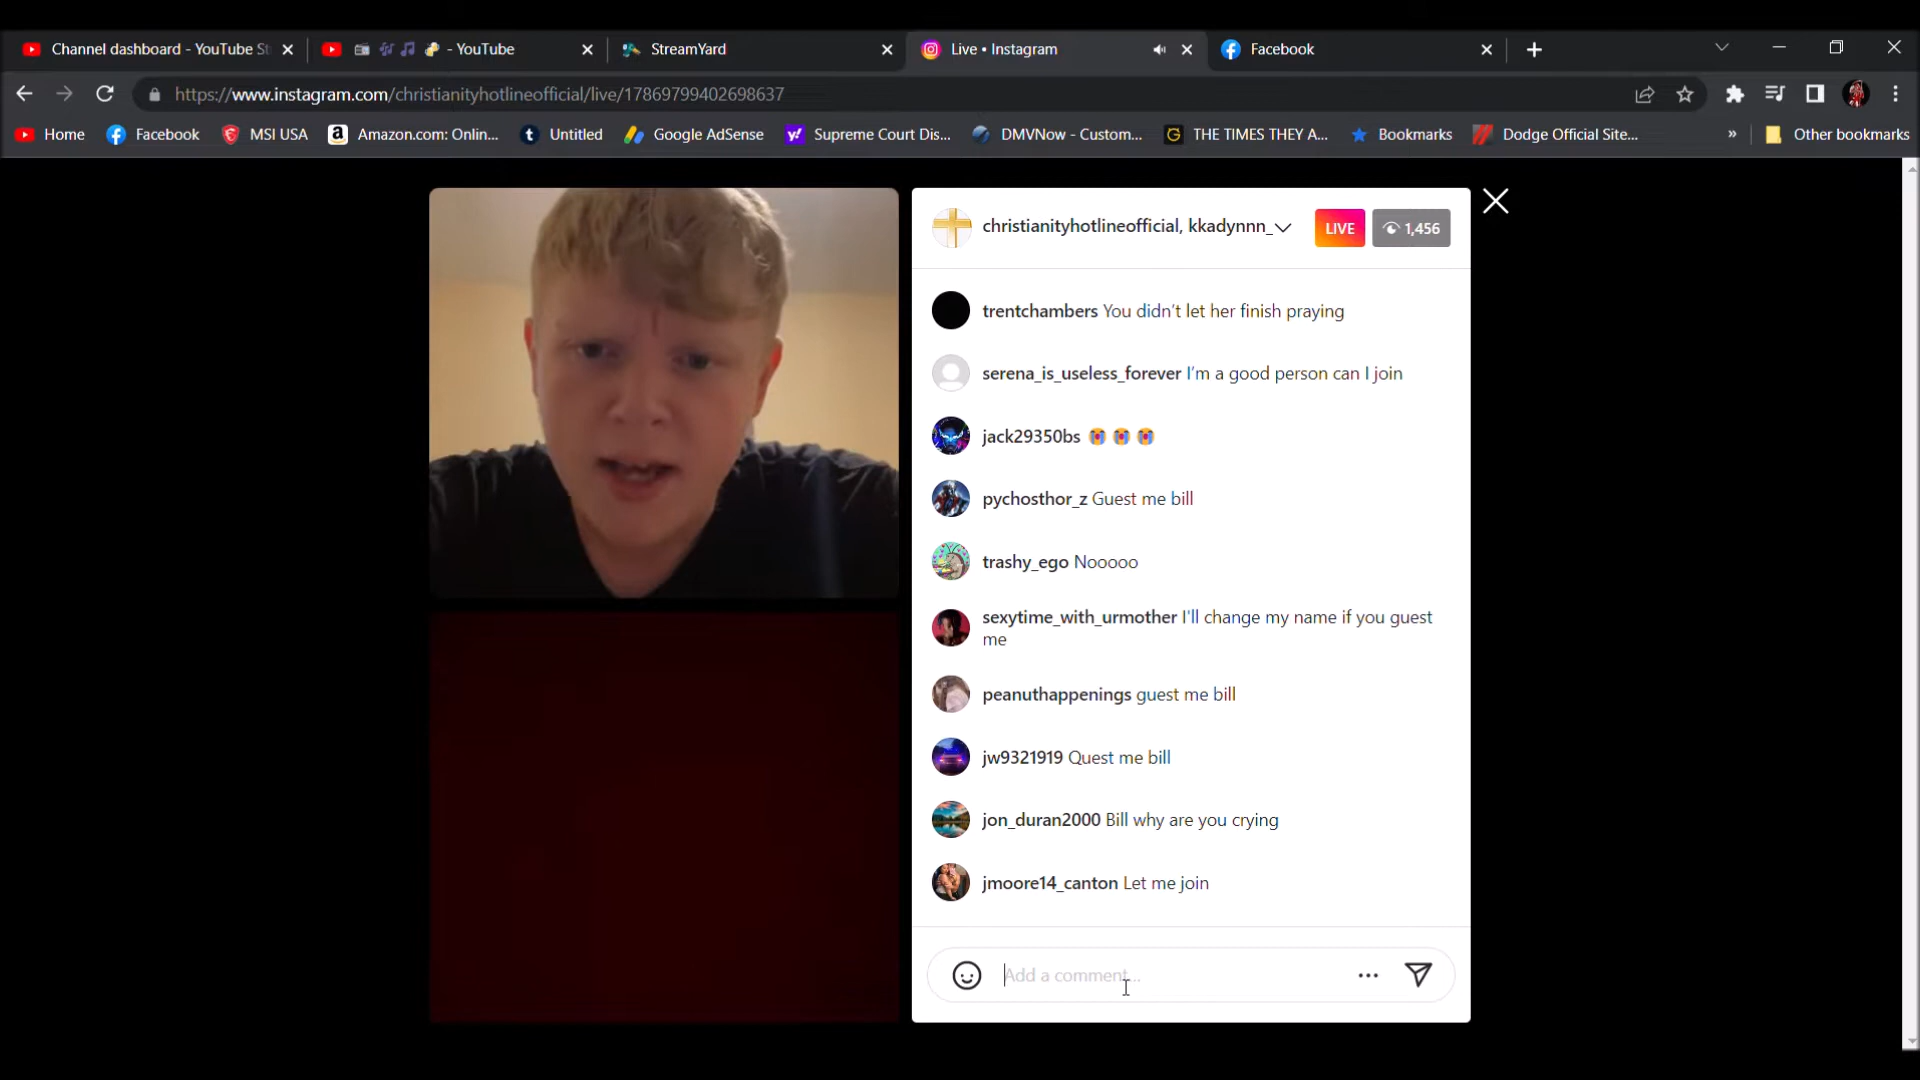 Channel dashboard - YouTube St
- YouTube
StreamYard
Live • Instagram
Facebook
https://www.instagram.com/christianityhotlineofficial/live/17869799402698637
Home
Facebook
MSI USA
Amazon.com: Onlin...
Untitled
Google AdSense
Supreme Court Dis...
DMVNow - Custom...
THE TIMES THEY A...
Bookmarks
Dodge Official Site...
»
Other bookmarks
christianityhotlineofficial, kkadynnn_
LIVE
1,456
trentchambers You didn't let her finish praying
serena_is_useless_forever I'm a good person can I join
jack29350bs 😭 😭 😭
pychosthor_z Guest me bill
trashy_ego Nooooo
sexytime_with_urmother I'll change my name if you guest
me
peanuthappenings guest me bill
jw9321919 Quest me bill
jon_duran2000 Bill why are you crying
jmoore14_canton Let me join
Add a comment...